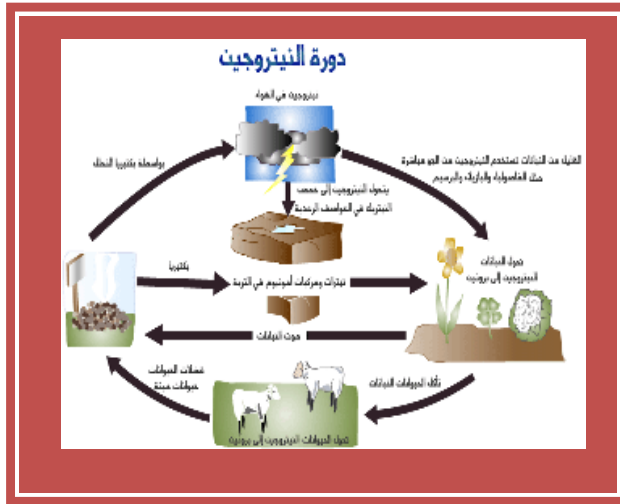 دورة النيتروجين
نيتروجين في الهواء
بواسطة بكتيريا التحلل
القليل من النباتات تستخدم النيتروجين من الجو مباشرة
مثل الفاصولياء والبازيلاء والبرسيم
يتحول النيتروجين إلى حمض
النيتريك في العواصف الرعدية
بكتيريا
نيترات ومركبات أمونيوم في التربة
تحول النباتات
النيتروجين إلى بروتين
موت النباتات
فضلات الحيوانات
حيوانات ميتة
تأكل الحيوانات النباتات
تحول الحيوانات النيتروجين إلى بروتين